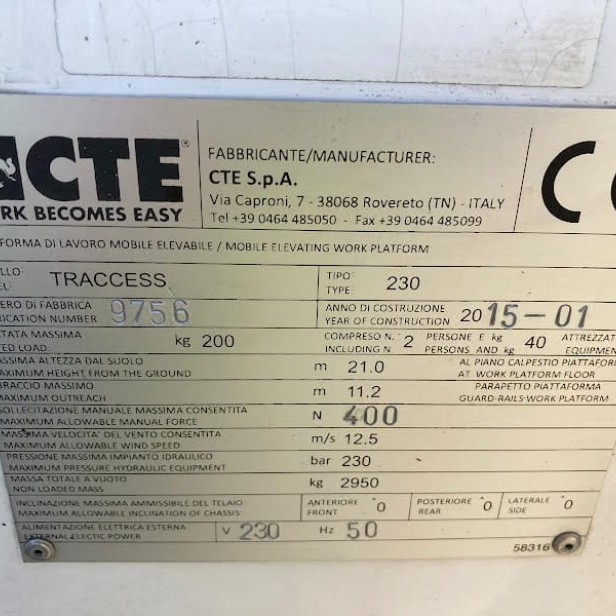 CTE®
RK BECOMES EASY
FABBRICANTE/MANUFACTURER:
CTE S.p.A.
Via Caproni, 7 - 38068 Rovereto (TN) - ITALY
Tel +39 0464 485050 - Fax +39 0464 485099
C
FORMA DI LAVORO MOBILE ELEVABILE / MOBILE ELEVATING WORK PLATFORM
LLO: TRACCESS TIPO: 230
EL: TYPE:
ERO DI FABBRICA 9756 ANNO DI COSTRUZIONE 2015-01
ICATION NUMBER YEAR OF CONSTRUCTION
TATA MASSIMA kg 200 COMPRESO N. 2 PERSONE E kg 40 ATTREZZAT
ED LOAD: INCLUDING N. PERSONS AND kg EQUIPMEN
ASSIMA ALTEZZA DAL SUOLO m 21.0 AL PIANO CALPESTIO PIATTAFOR
AXIMUM HEIGHT FROM THE GROUND AT WORK PLATFORM FLOOR
BRACCIO MASSIMO m 11.2 PARAPETTO PIATTAFORMA
AXIMUM OUTREACH GUARD-RAILS WORK PLATFORM
SOLLECITAZIONE MANUALE MASSIMA CONSENTITA N 400
MAXIMUM ALLOWABLE MANUAL FORCE
MASSIMA VELOCITA' DEL VENTO CONSENTITA m/s 12.5
MAXIMUM ALLOWABLE WIND SPEED
PRESSIONE MASSIMA IMPIANTO IDRAULICO bar 230
MAXIMUM PRESSURE HYDRAULIC EQUIPMENT
MASSA TOTALE A VUOTO kg 2950
NON LOADED MASS
INCLINAZIONE MASSIMA AMMISSIBILE DEL TELAIO ANTERIORE °0 POSTERIORE °0 LATERALE °0
MAXIMUM ALLOWABLE INCLINATION OF CHASSIS: FRONT REAR SIDE
ALIMENTAZIONE ELETTRICA ESTERNA V 230 Hz 50
EXTERNAL ELECTIC POWER
58316